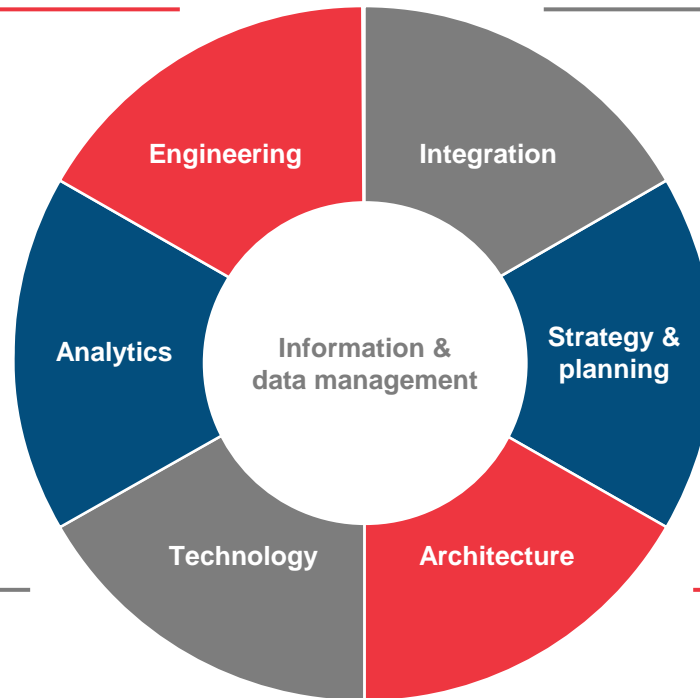 Engineering
Integration
Analytics
Information &
data management
Strategy &
planning
Technology
Architecture